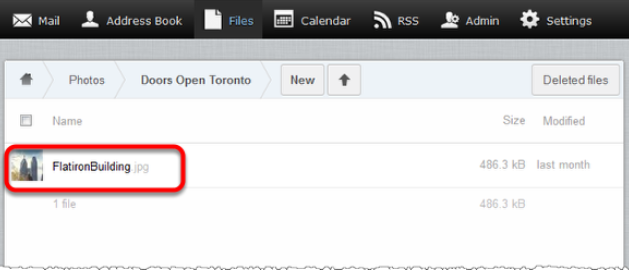 Mail Address Book Files Calendar RSS Admin Settings
Photos Doors Open Toronto New Deleted files
Name Size Modified
FlatironBuilding.jpg 486.3 kB last month
1 file 486.3 kB